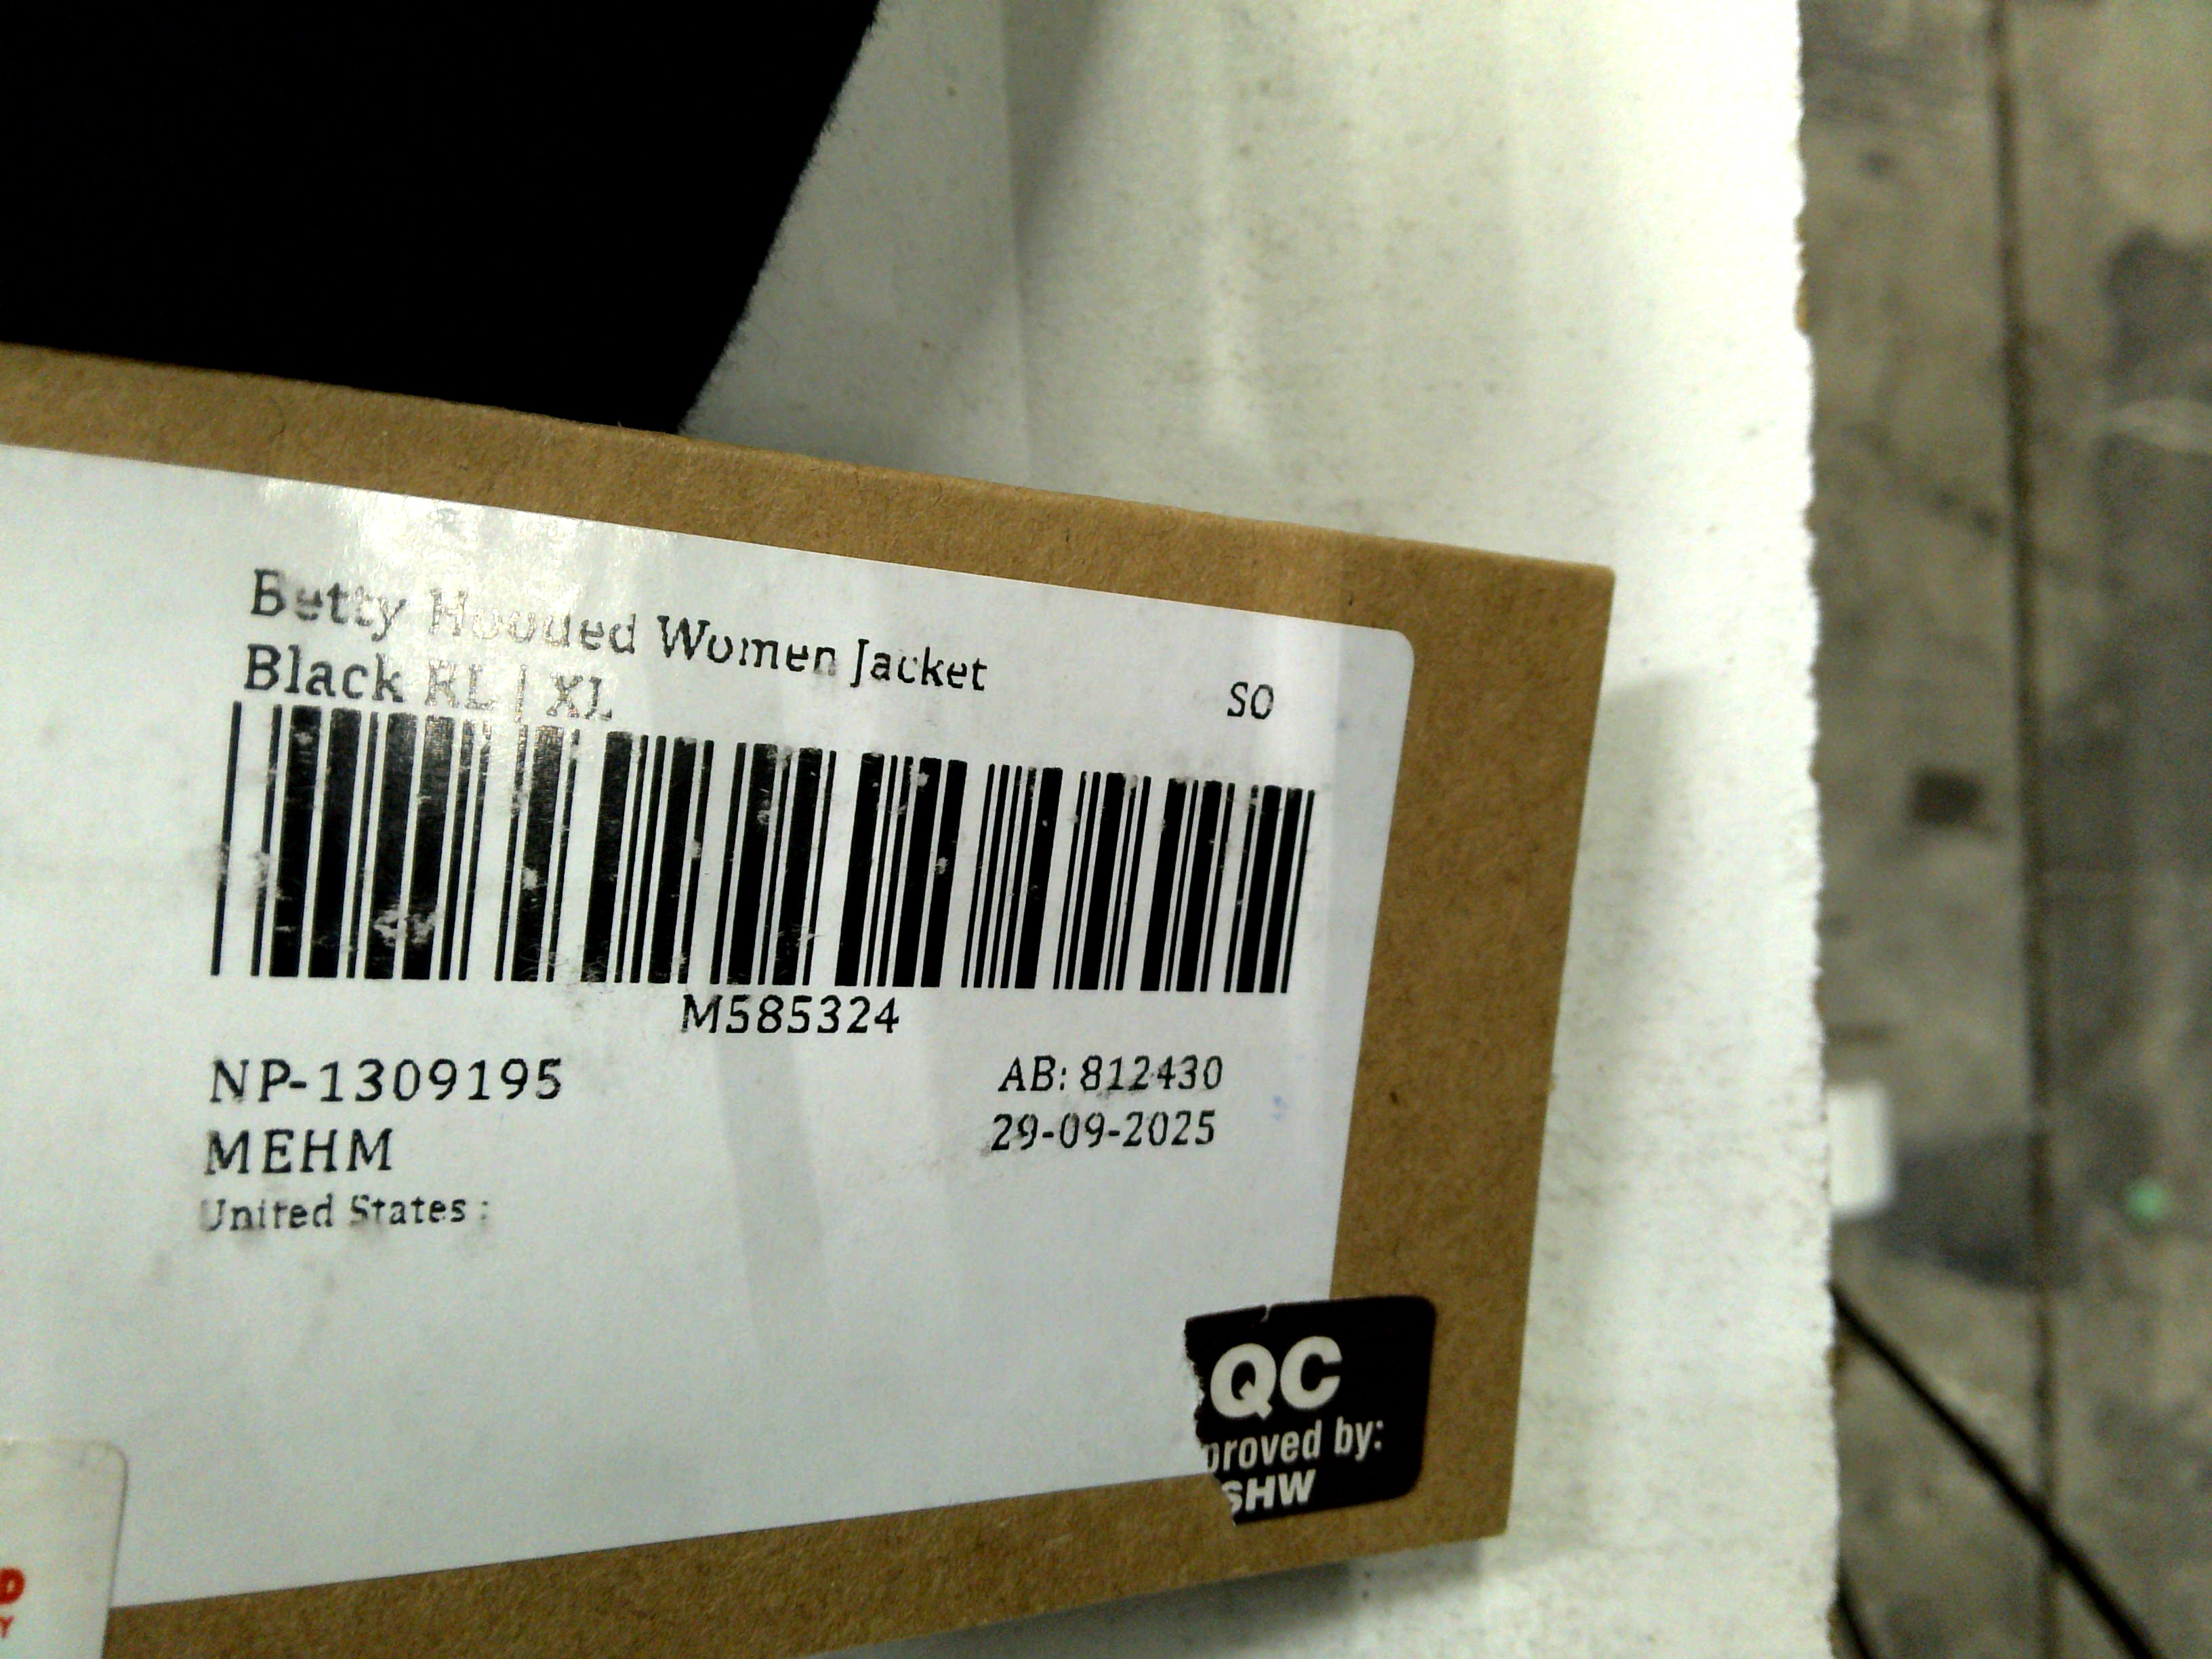 Betty Hooded Women Jacket
Black RL | XL
SO
M585324
NP-1309195
AB: 812430
MEHM
29-09-2025
United States :
QC
proved by:
SHW
D
Y